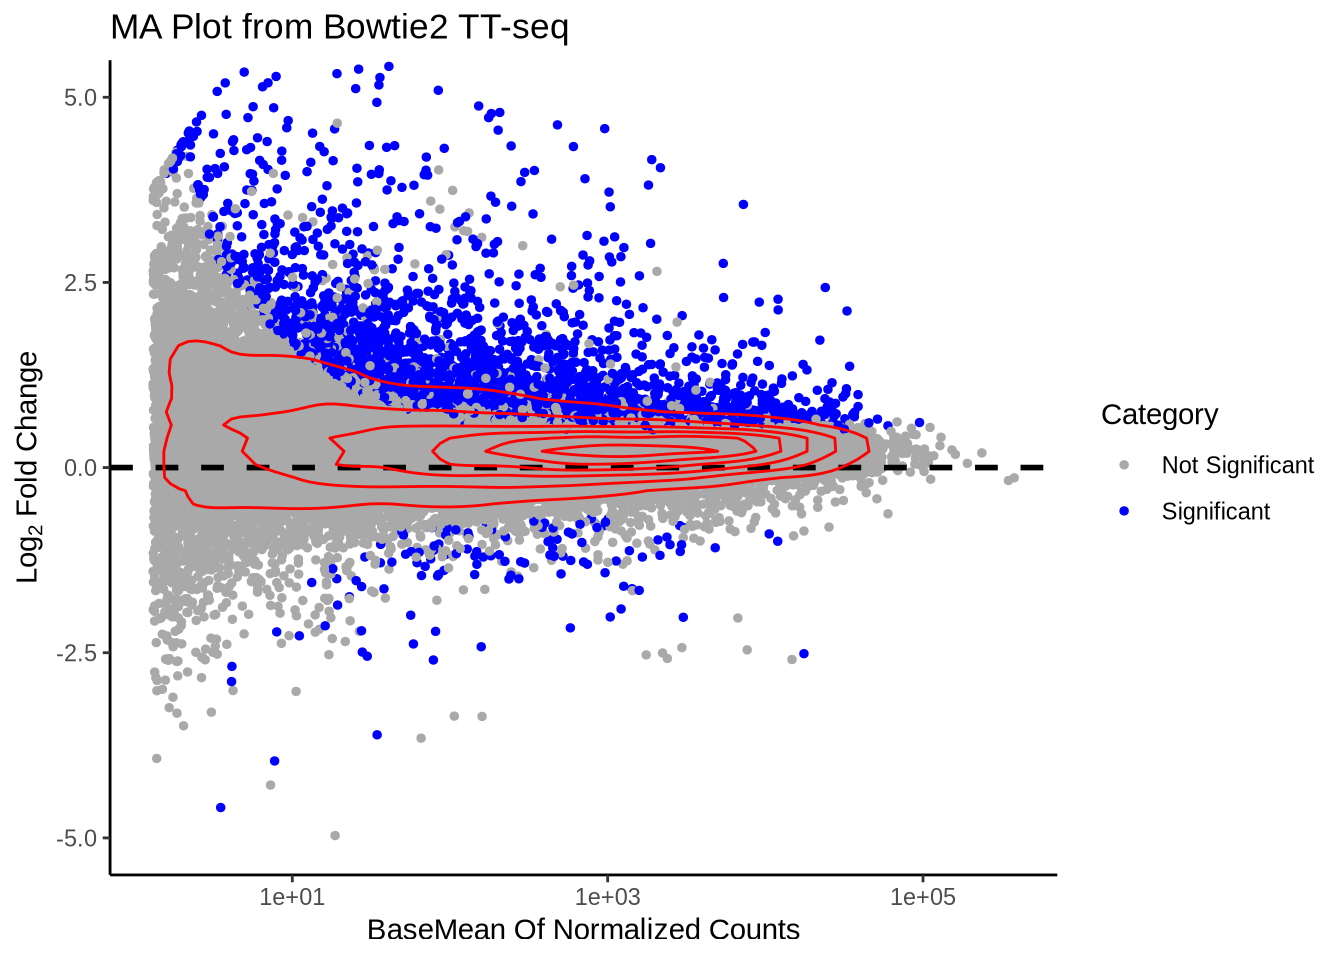 MA Plot from Bowtie2 TT-seq
5.0
2.5
0.0
-2.5
-5.0
Log₂ Fold Change
1e+01
1e+03
1e+05
BaseMean Of Normalized Counts
Category
Not Significant
Significant